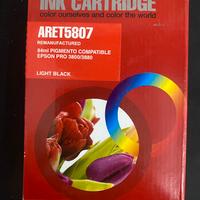 INK CARTRIDGE
color ourselves and color the world
ARET5807
REMANUFACTURED
84ml PIGMENTO COMPATIBLE
EPSON PRO 3800/3880
LIGHT BLACK